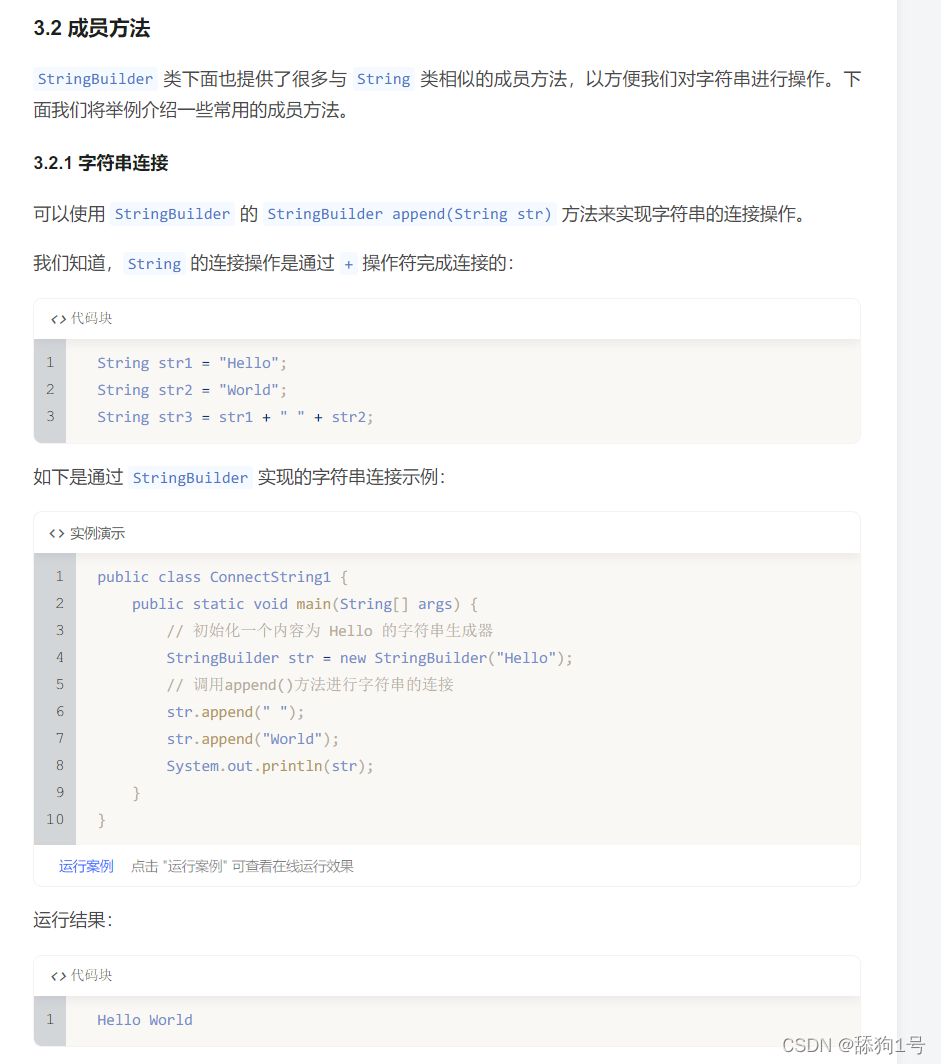 3.2 成员方法
StringBuilder 类下面也提供了很多与 String 类相似的成员方法，以方便我们对字符串进行操作。下
面我们将举例介绍一些常用的成员方法。
3.2.1 字符串连接
可以使用 StringBuilder 的 StringBuilder append(String str) 方法来实现字符串的连接操作。
我们知道，String 的连接操作是通过 + 操作符完成连接的：
<> 代码块
1 String str1 = "Hello";
2 String str2 = "World";
3 String str3 = str1 + " " + str2;
如下是通过 StringBuilder 实现的字符串连接示例：
<> 实例演示
1 public class ConnectString1 {
2 public static void main(String[] args) {
3 // 初始化一个内容为 Hello 的字符串生成器
4 StringBuilder str = new StringBuilder("Hello");
5 // 调用append()方法进行字符串的连接
6 str.append(" ");
7 str.append("World");
8 System.out.println(str);
9 }
10 }
运行案例 点击 "运行案例" 可查看在线运行效果
运行结果：
<> 代码块
1 Hello World
CSDN @舔狗1号